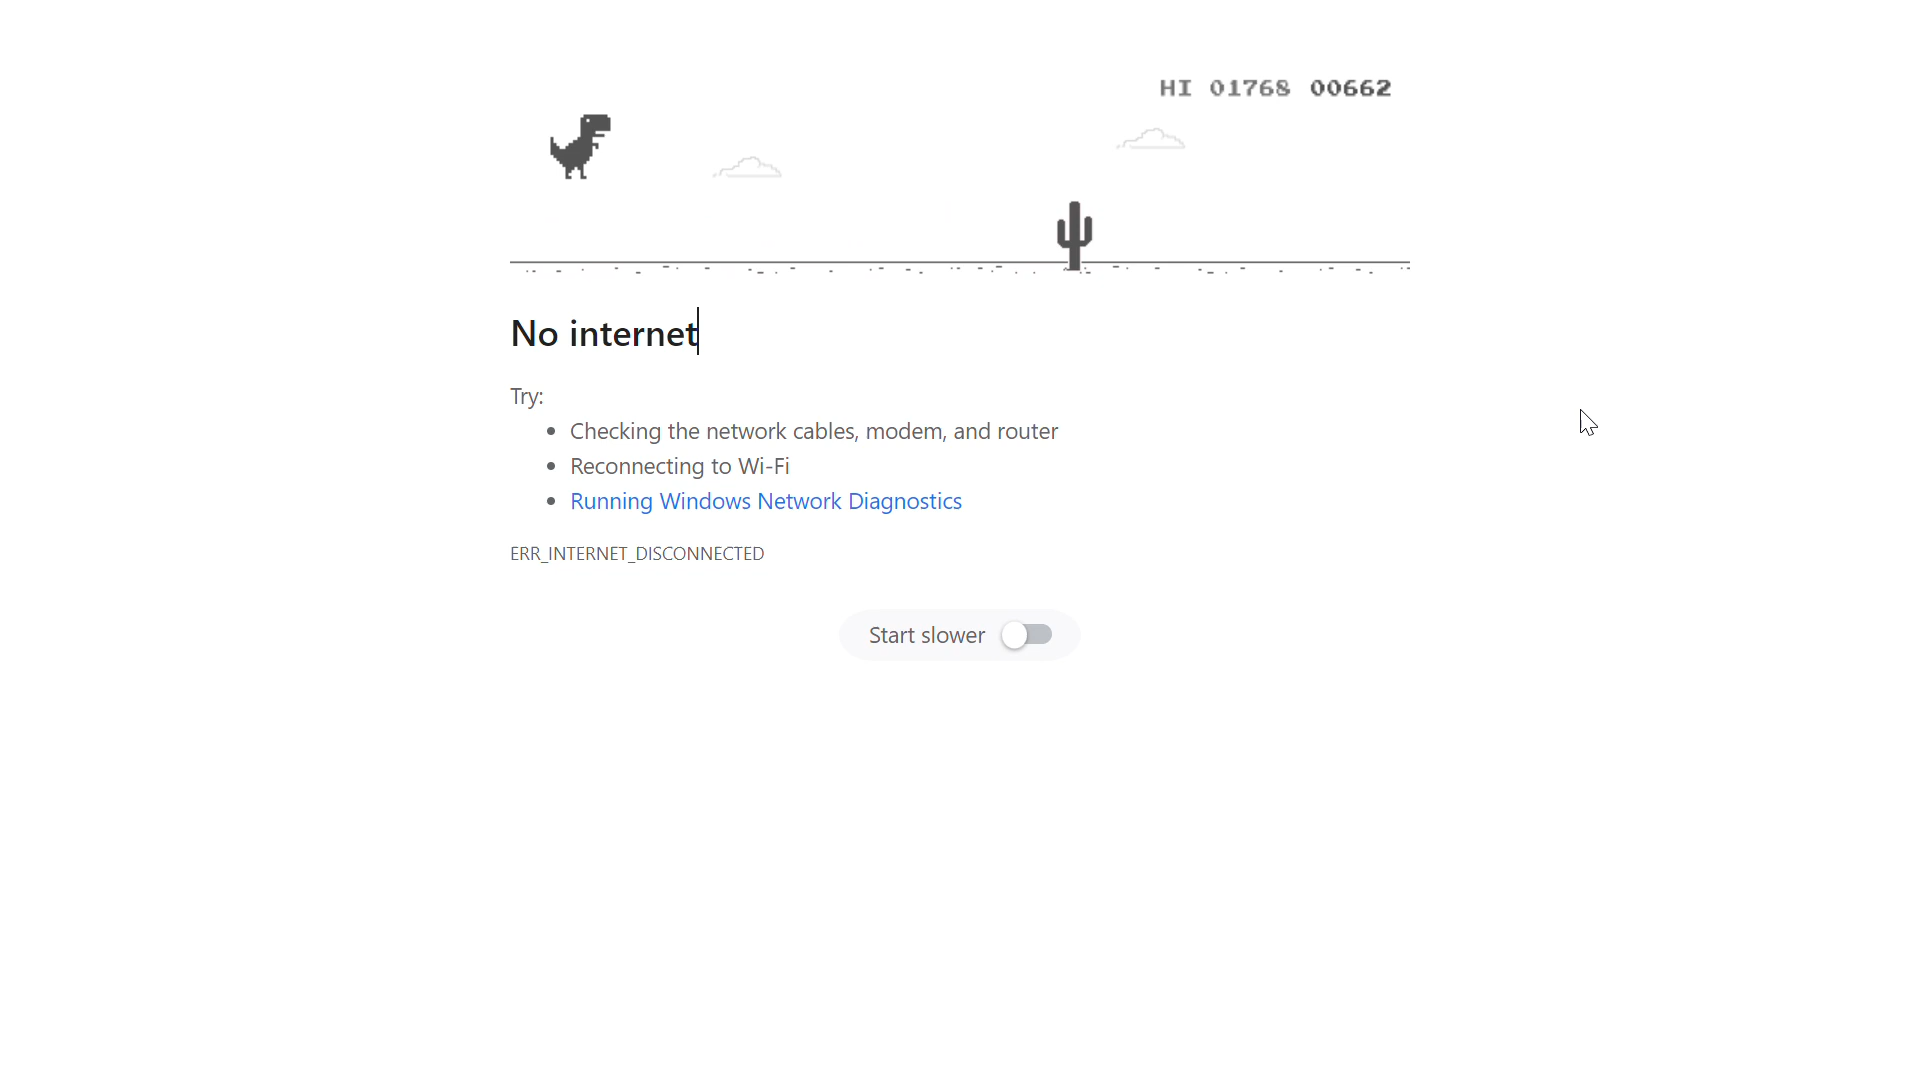 HI 01768 00662
No internet
Try:
Checking the network cables, modem, and router
Reconnecting to Wi-Fi
Running Windows Network Diagnostics
ERR_INTERNET_DISCONNECTED
Start slower